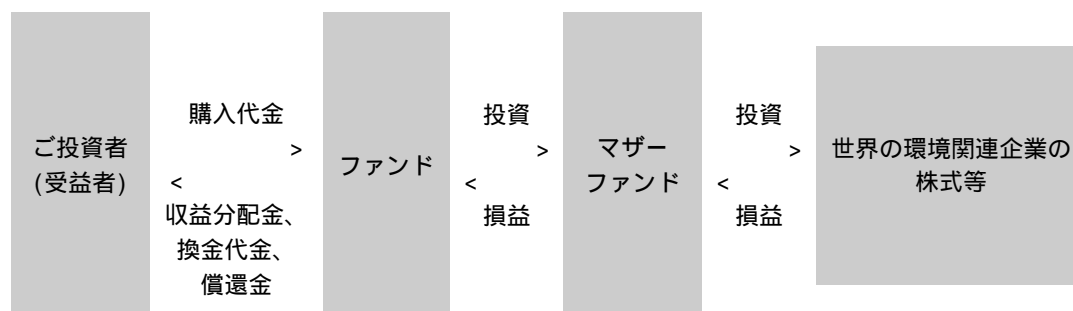 ご投資者
(受益者)
購入代金
>
<
収益分配金、
換金代金、
償還金
ファンド
投資
>
<
損益
マザー
ファンド
投資
>
<
損益
世界の環境関連企業の
株式等